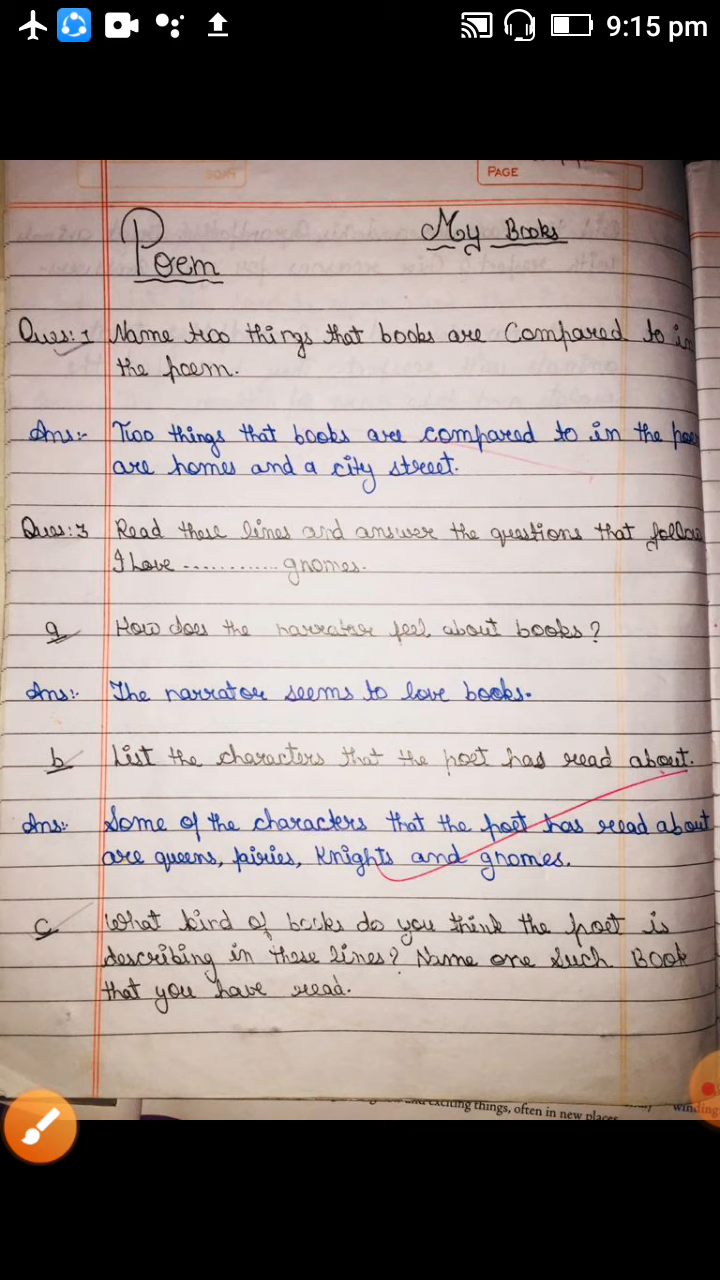 9:15 pm
PAGE
Poem
My Books
Ques:1 Name two things that books are Compared to in
the poem.
Ans:- Two things that books are compared to in the poem
are homes and a city street.
Ques:3 Read these lines and answer the questions that follow
I Love ............ gnomes.
a How does the narrator feel about books?
Ans:- The narrator seems to love books.
b List the characters that the poet has read about.
Ans:- Some of the characters that the poet has read about
are queens, fairies, Knights and gnomes.
c What kind of books do you think the poet is
describing in these lines? Name one such Book
that you have read.
and exciting things, often in new places
winding